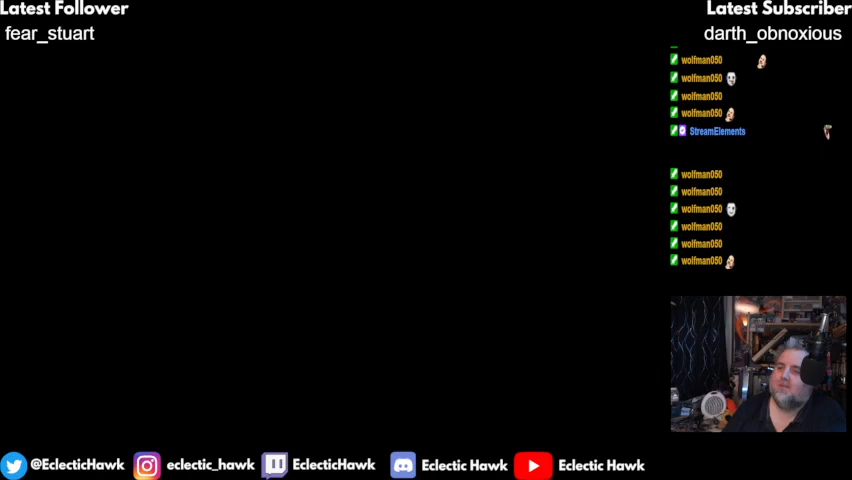 Latest Follower
fear_stuart
Latest Subscriber
darth_obnoxious
wolfman050
wolfman050
wolfman050
wolfman050
StreamElements
wolfman050
wolfman050
wolfman050
wolfman050
wolfman050
wolfman050
@EclecticHawk eclectic_hawk EclecticHawk Eclectic Hawk Eclectic Hawk